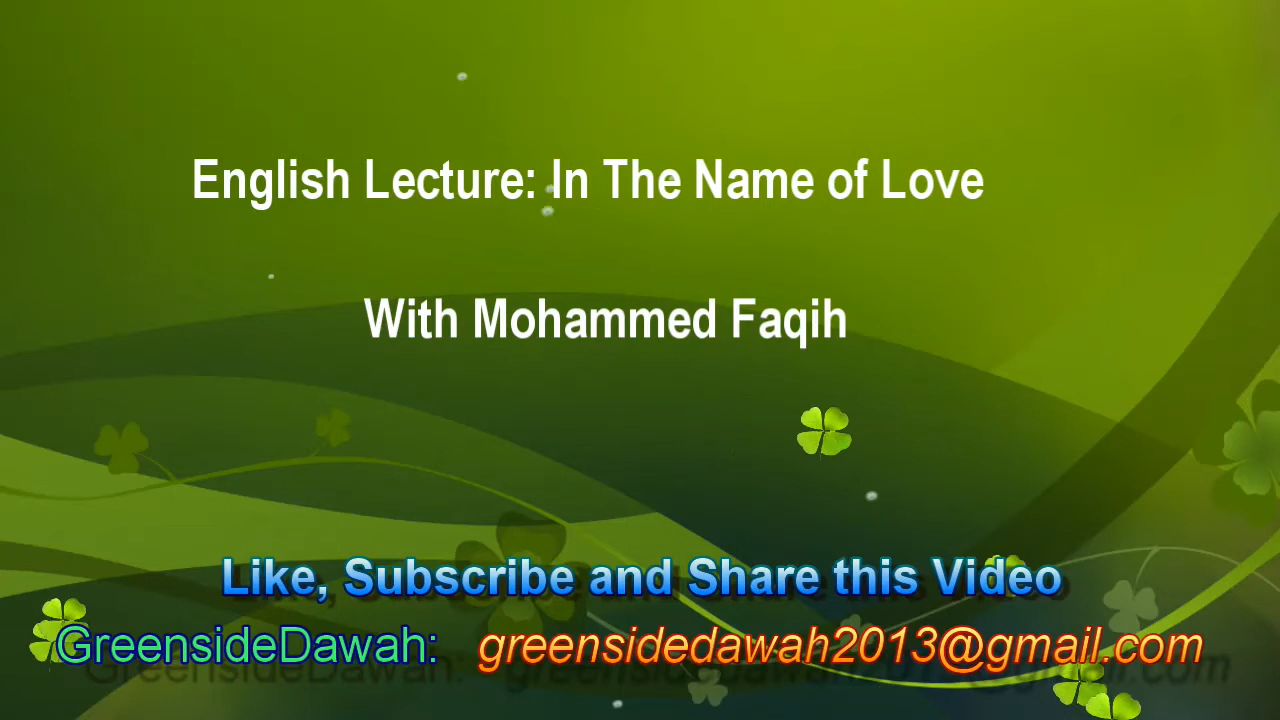 English Lecture: In The Name of Love
With Mohammed Faqih
Like, Subscribe and Share this Video
GreensideDawah: greensidedawah2013@gmail.com